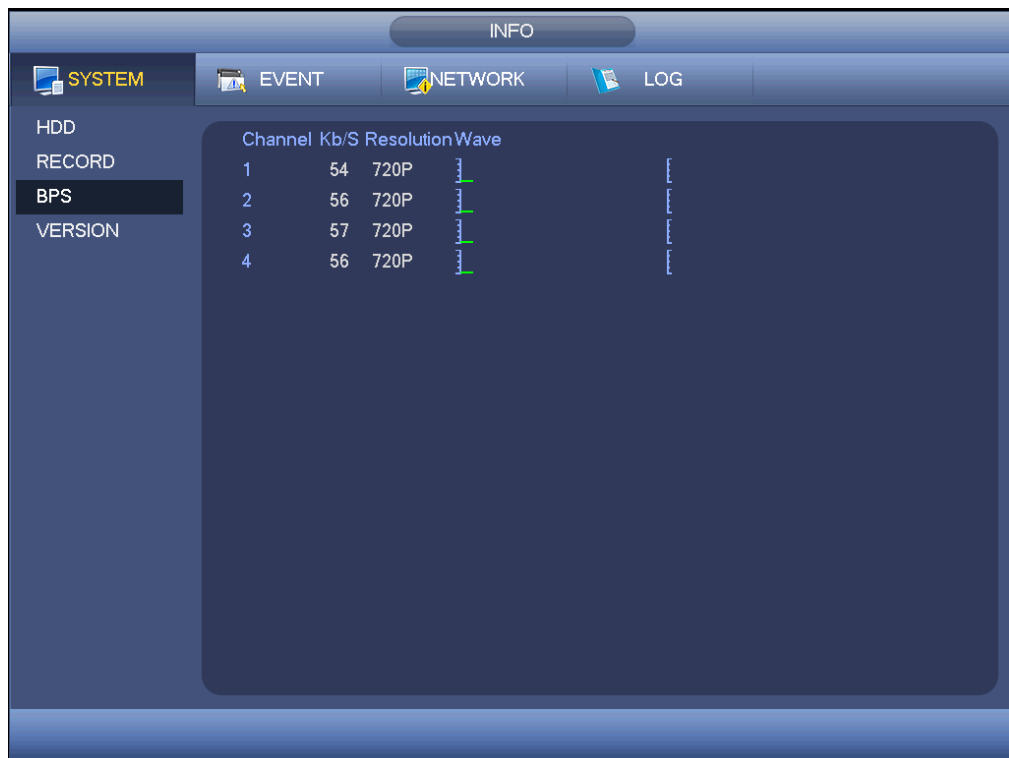 INFO
SYSTEM EVENT NETWORK LOG
HDD
RECORD
BPS
VERSION
Channel Kb/S Resolution Wave
1 54 720P
2 56 720P
3 57 720P
4 56 720P